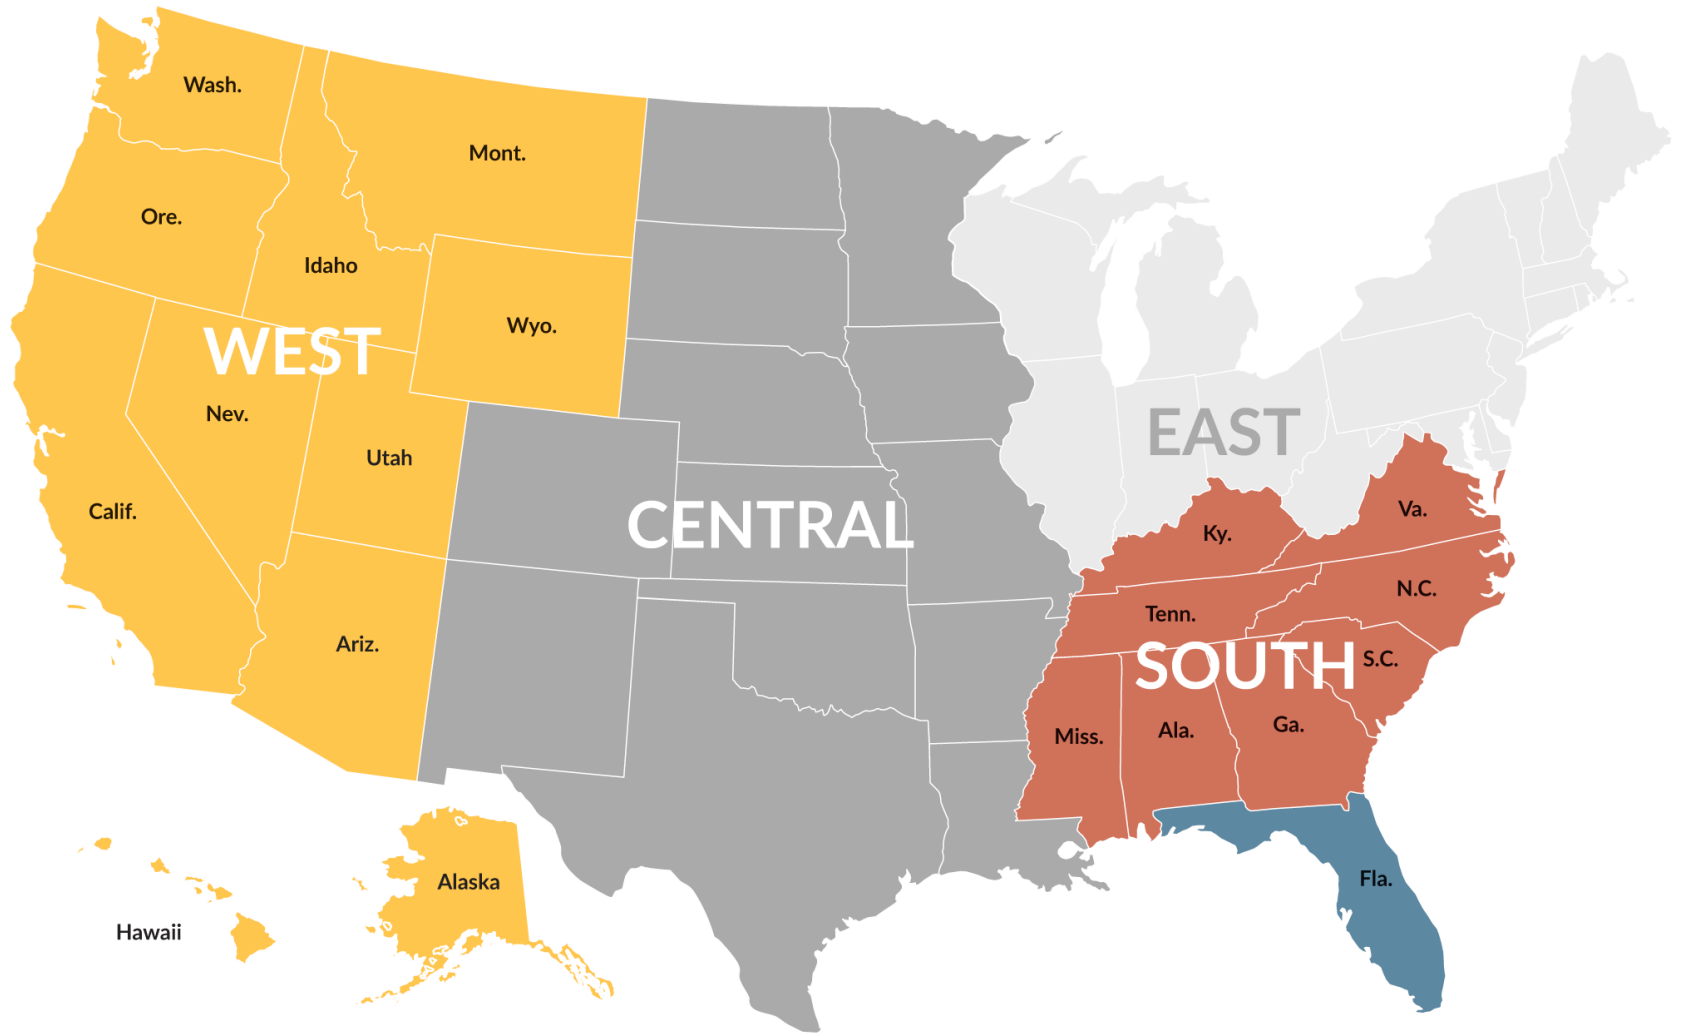 Wash.
Mont.
Ore.
Idaho
Wyo.
WEST
Nev.
EAST
Utah
Calif.
CENTRAL
Va.
Ky.
N.C.
Tenn.
Ariz.
SOUTH
S.C.
Ga.
Miss.
Ala.
Fla.
Alaska
Hawaii